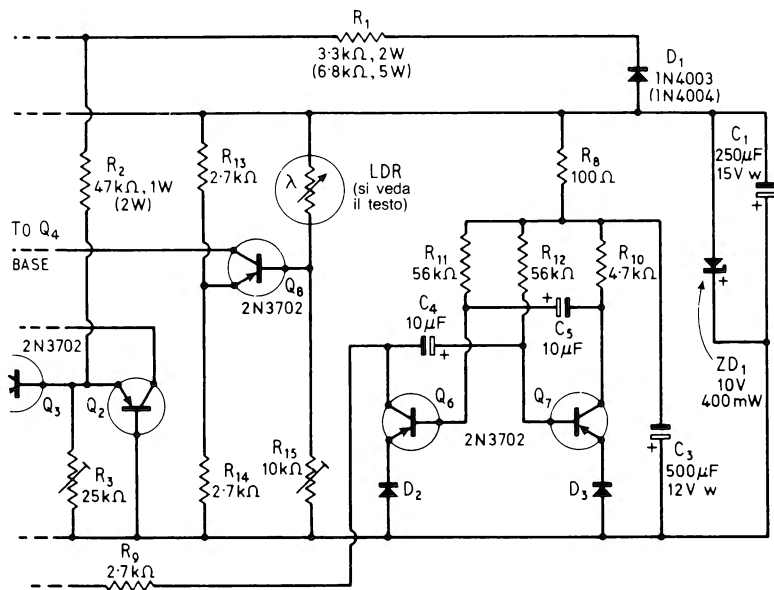 R1
3·3kΩ, 2W
(6·8kΩ, 5W)
D1
1N4003
(1N4004)
R2
47kΩ, 1W
(2W)
R13
2·7kΩ
λ
LDR
(si veda
il testo)
R8
100Ω
C1
250μF
15V w
+
TO Q4
BASE
Q8
2N3702
R11
56kΩ
R12
56kΩ
R10
4·7kΩ
C4
10μF
+
+
C5
10μF
+
ZD1
10V
400mW
2N3702
Q3
Q2
Q6
Q7
2N3702
R3
25kΩ
R14
2·7kΩ
R15
10kΩ
D2
D3
+
C3
500μF
12V w
R9
2·7kΩ